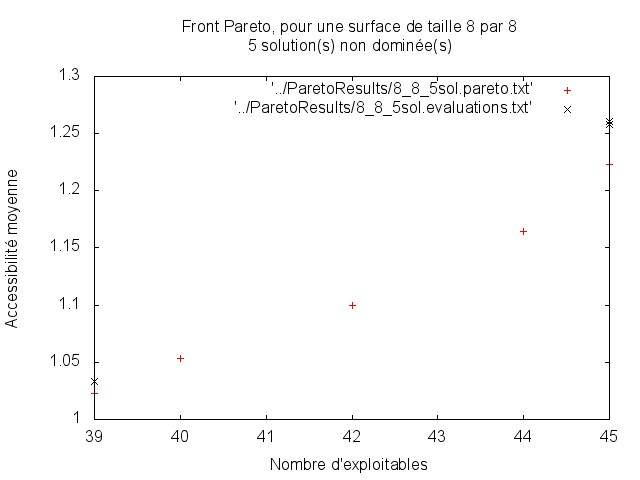 Front Pareto, pour une surface de taille 8 par 8
5 solution(s) non dominée(s)
'../ParetoResults/8_8_5sol.pareto.txt'
'../ParetoResults/8_8_5sol.evaluations.txt'
1.3
1.25
1.2
1.15
1.1
1.05
1
Accessibilité moyenne
39 40 41 42 43 44 45
Nombre d'exploitables